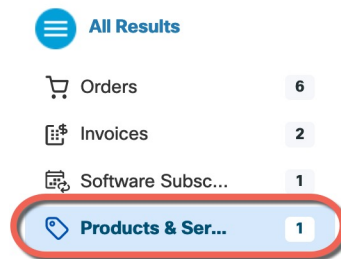 All Results
Orders 6
Invoices 2
Software Subsc... 1
Products & Ser... 1